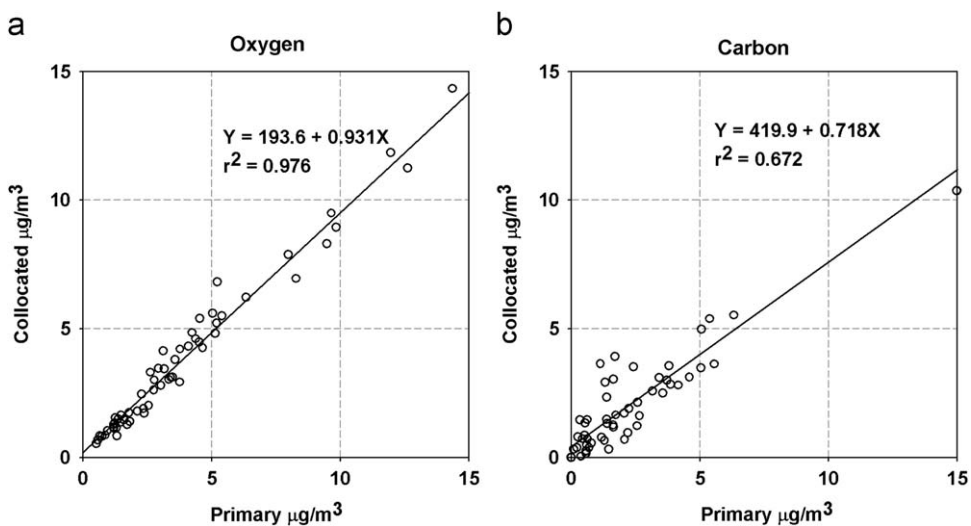 a
Oxygen
15
10
5
0
Collocated μg/m³
Y = 193.6 + 0.931X
r² = 0.976
0 5 10 15
Primary μg/m³
b
Carbon
15
10
5
0
Collocated μg/m³
Y = 419.9 + 0.718X
r² = 0.672
0 5 10 15
Primary μg/m³